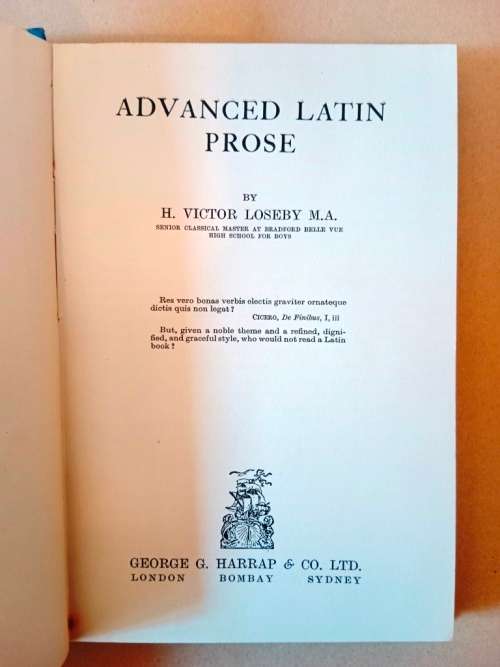 ADVANCED LATIN
PROSE
BY
H. VICTOR LOSEBY M.A.
SENIOR CLASSICAL MASTER AT BRADFORD BELLE VUE
HIGH SCHOOL FOR BOYS
Res vero bonas verbis electis graviter ornateque
dictis quis non legat?
CICERO, De Finibus, I, iii
But, given a noble theme and a refined, digni-
fied, and graceful style, who would not read a Latin
book?
GEORGE G. HARRAP & CO. LTD.
LONDON BOMBAY SYDNEY